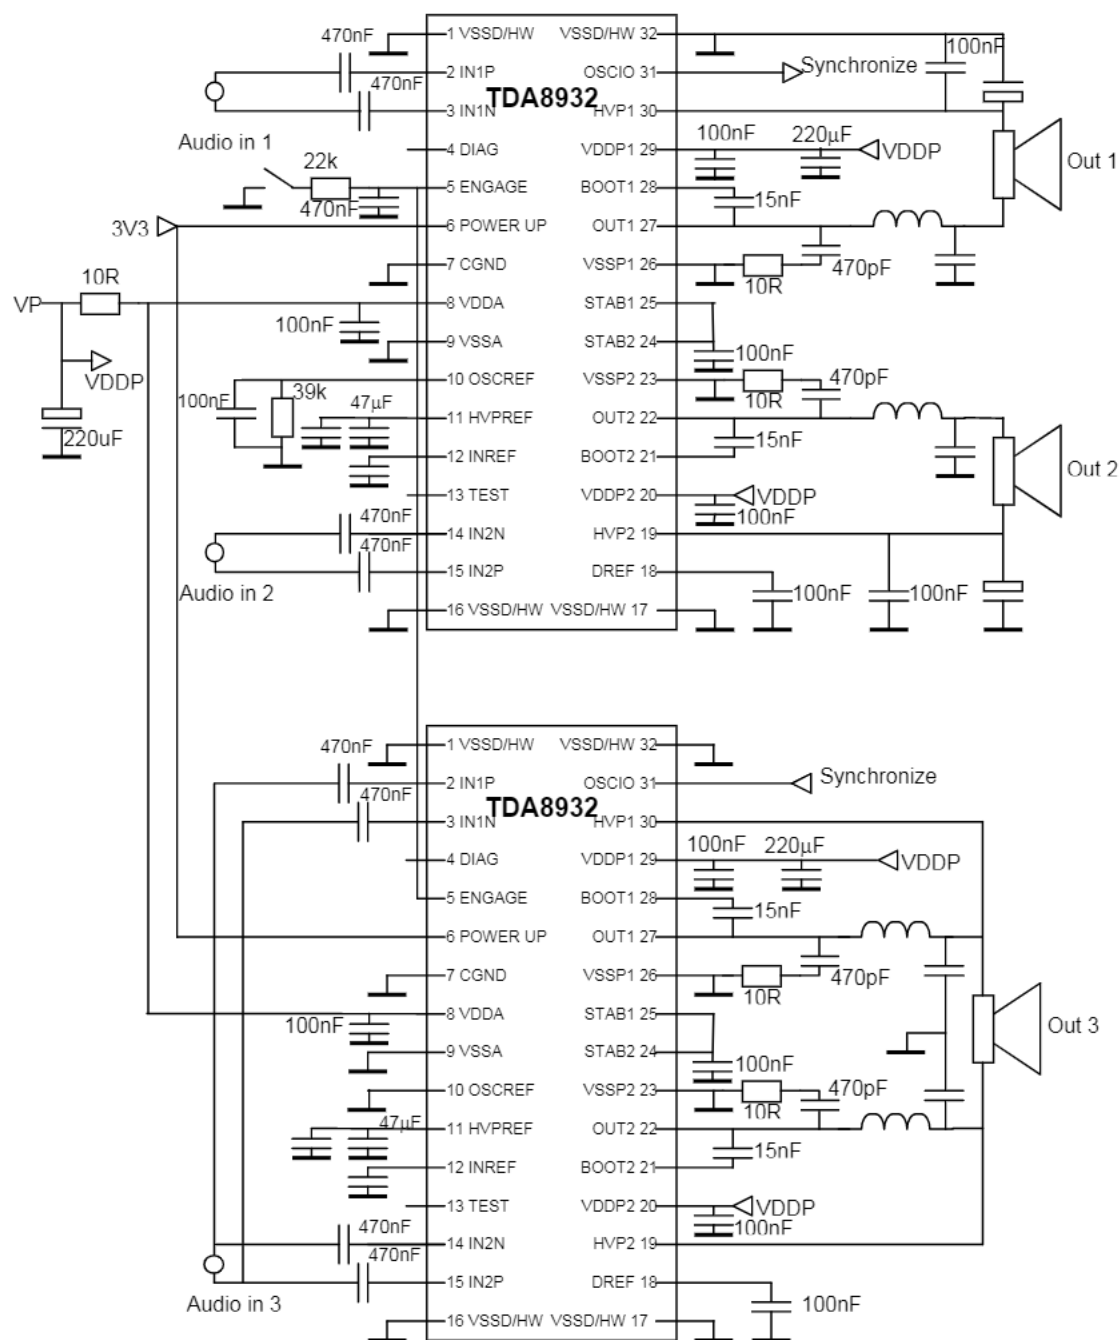 470nF
1 VSSD/HW VSSD/HW 32
100nF
2 IN1P OSCIO 31 Synchronize
470nF
TDA8932
3 IN1N HVP1 30
Audio in 1
100nF 220µF
4 DIAG VDDP1 29 VDDP
Out 1
22k
5 ENGAGE BOOT1 28
470nF 15nF
3V3 6 POWER UP OUT1 27
10R 7 CGND VSSP1 26 470pF
10R
VP 8 VDDA STAB1 25
100nF
9 VSSA STAB2 24
100nF
VDDP 10 OSCREF VSSP2 23 470pF
39k 10R
100nF 47µF
11 HVPREF OUT2 22
220uF 15nF
12 INREF BOOT2 21 Out 2
13 TEST VDDP2 20 VDDP
470nF 100nF
14 IN2N HVP2 19
470nF
15 IN2P DREF 18
Audio in 2 100nF 100nF
16 VSSD/HW VSSD/HW 17
470nF
1 VSSD/HW VSSD/HW 32
2 IN1P OSCIO 31 Synchronize
470nF
TDA8932
3 IN1N HVP1 30
100nF 220µF
4 DIAG VDDP1 29 VDDP
5 ENGAGE BOOT1 28
15nF
6 POWER UP OUT1 27
7 CGND VSSP1 26 470pF
10R
8 VDDA STAB1 25
100nF Out 3
9 VSSA STAB2 24
100nF
10 OSCREF VSSP2 23 470pF
10R
47µF
11 HVPREF OUT2 22
15nF
12 INREF BOOT2 21
13 TEST VDDP2 20 VDDP
470nF 100nF
14 IN2N HVP2 19
470nF
15 IN2P DREF 18
Audio in 3 100nF
16 VSSD/HW VSSD/HW 17